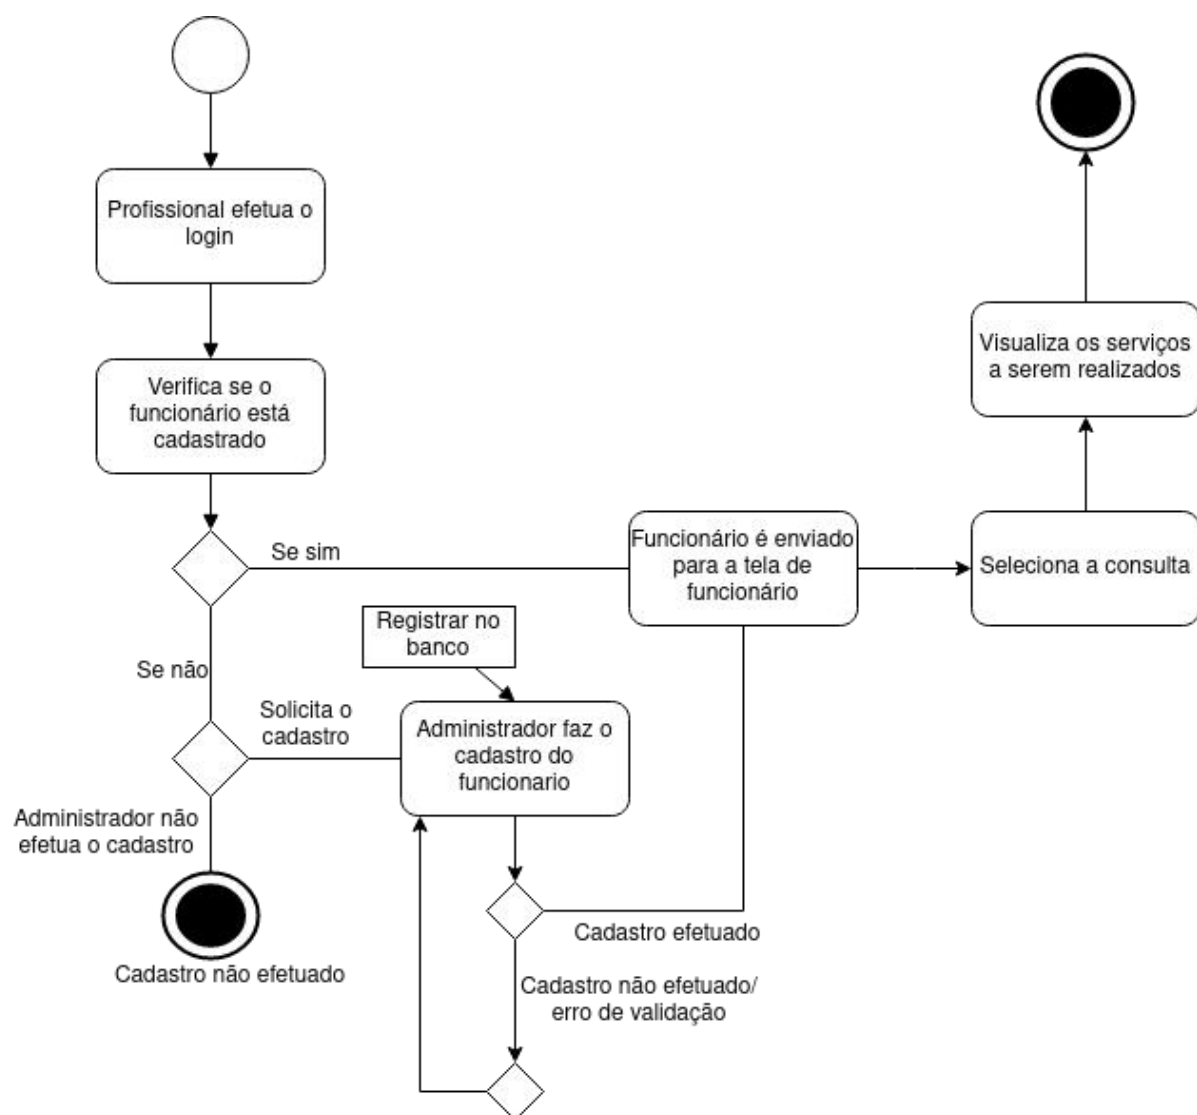 Profissional efetua o
login
Verifica se o
funcionário está
cadastrado
Se sim
Funcionário é enviado
para a tela de
funcionário
Seleciona a consulta
Visualiza os serviços
a serem realizados
Se não
Registrar no
banco
Solicita o
cadastro
Administrador faz o
cadastro do
funcionario
Administrador não
efetua o cadastro
Cadastro não efetuado
Cadastro efetuado
Cadastro não efetuado/
erro de validação